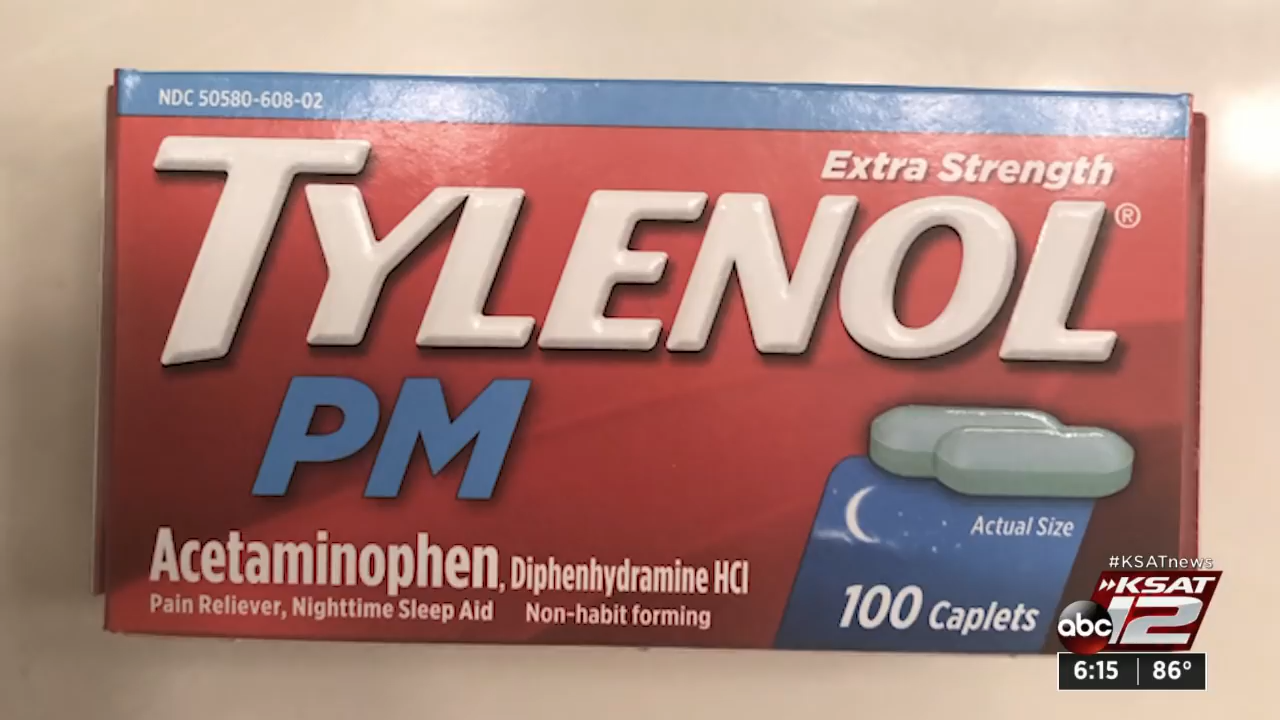 NDC 50580-608-02
Extra Strength
TYLENOL®
PM
Acetaminophen, Diphenhydramine HCl
Pain Reliever, Nighttime Sleep Aid Non-habit forming
Actual Size
100 Caplets
#KSATnews
KSAT
abc 12
6:15 86°